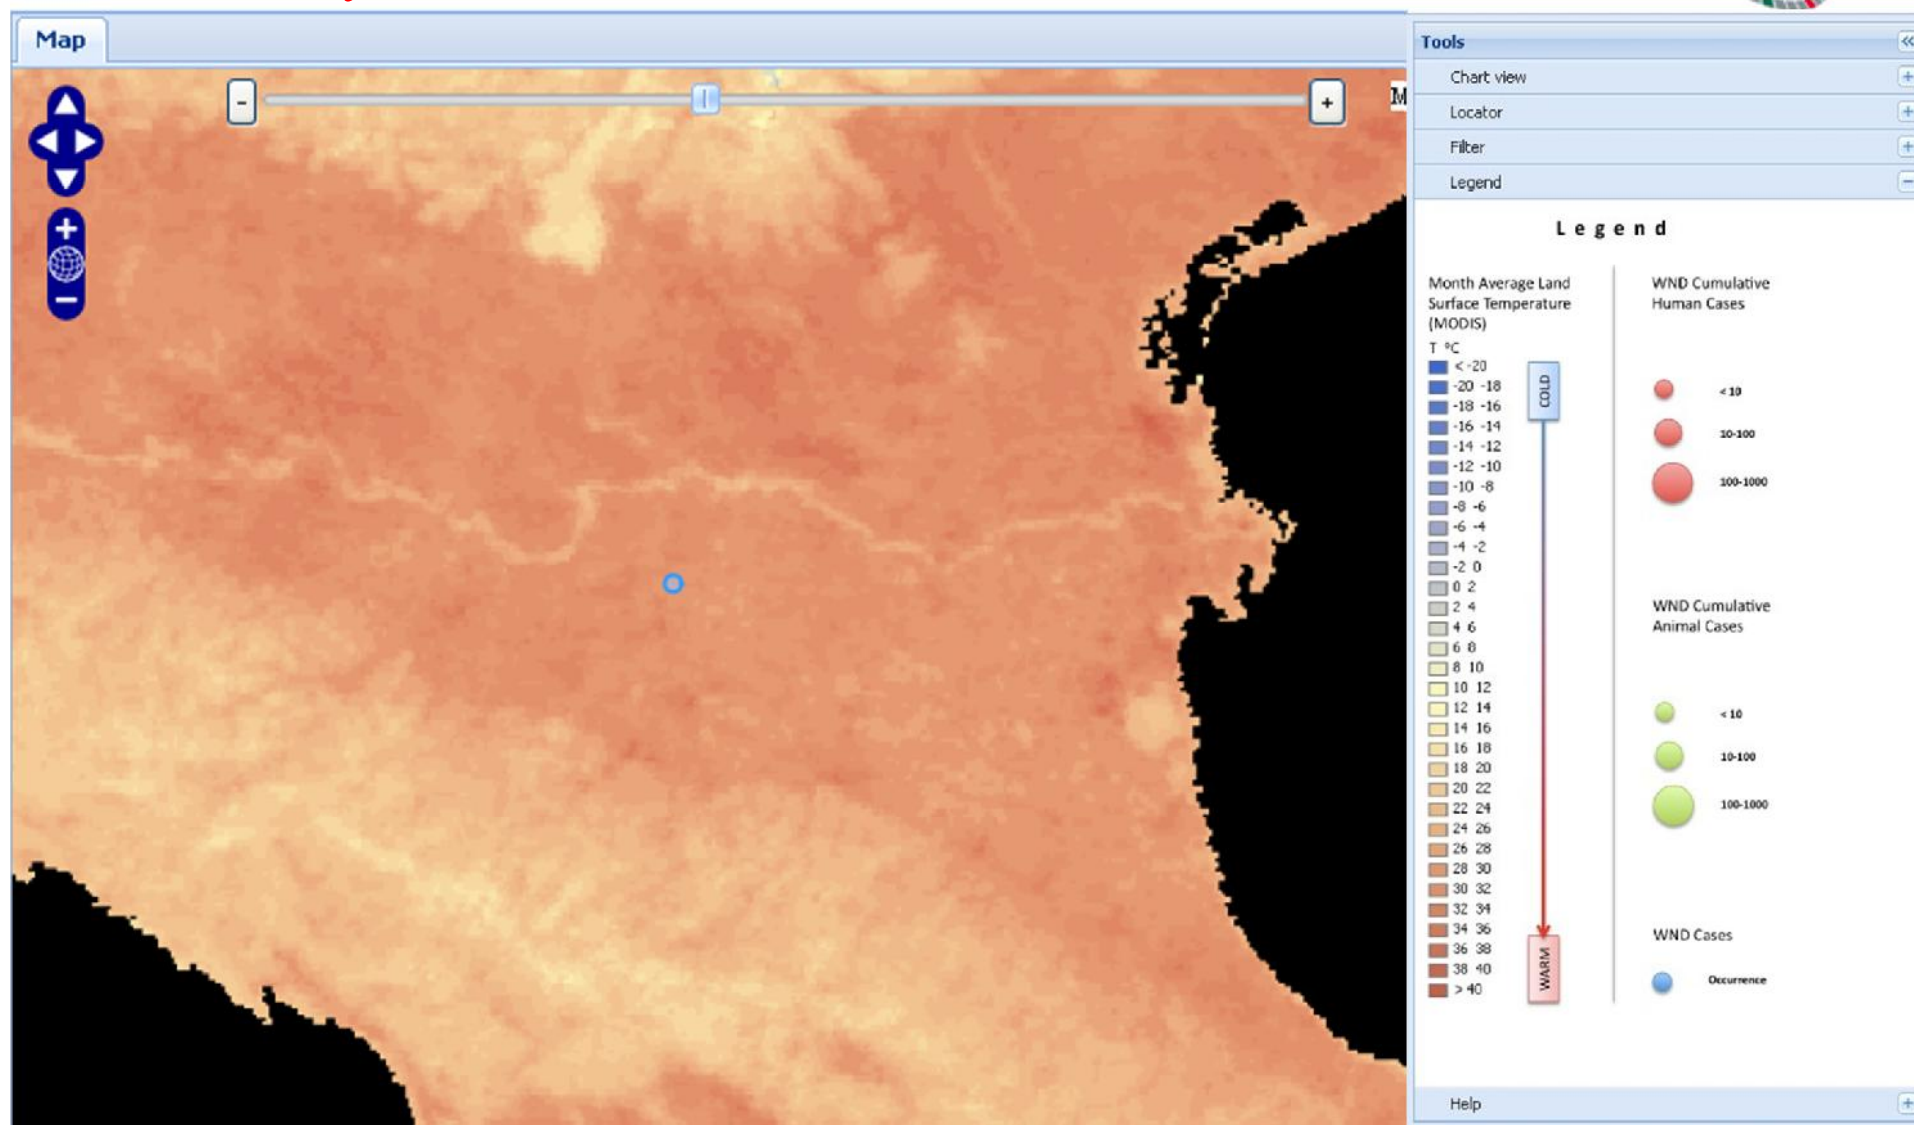 Map
-
+
M
Tools
Chart view
Locator
Filter
Legend
Legend
Month Average Land
Surface Temperature
(MODIS)
T ºC
< -20
-20 -18
-18 -16
-16 -14
-14 -12
-12 -10
-10 -8
-8 -6
-6 -4
-4 -2
-2 0
0 2
2 4
4 6
6 8
8 10
10 12
12 14
14 16
16 18
18 20
20 22
22 24
24 26
26 28
28 30
30 32
32 34
34 36
36 38
38 40
> 40
COLD
WARM
WND Cumulative
Human Cases
< 10
10-100
100-1000
WND Cumulative
Animal Cases
< 10
10-100
100-1000
WND Cases
Occurrence
Help